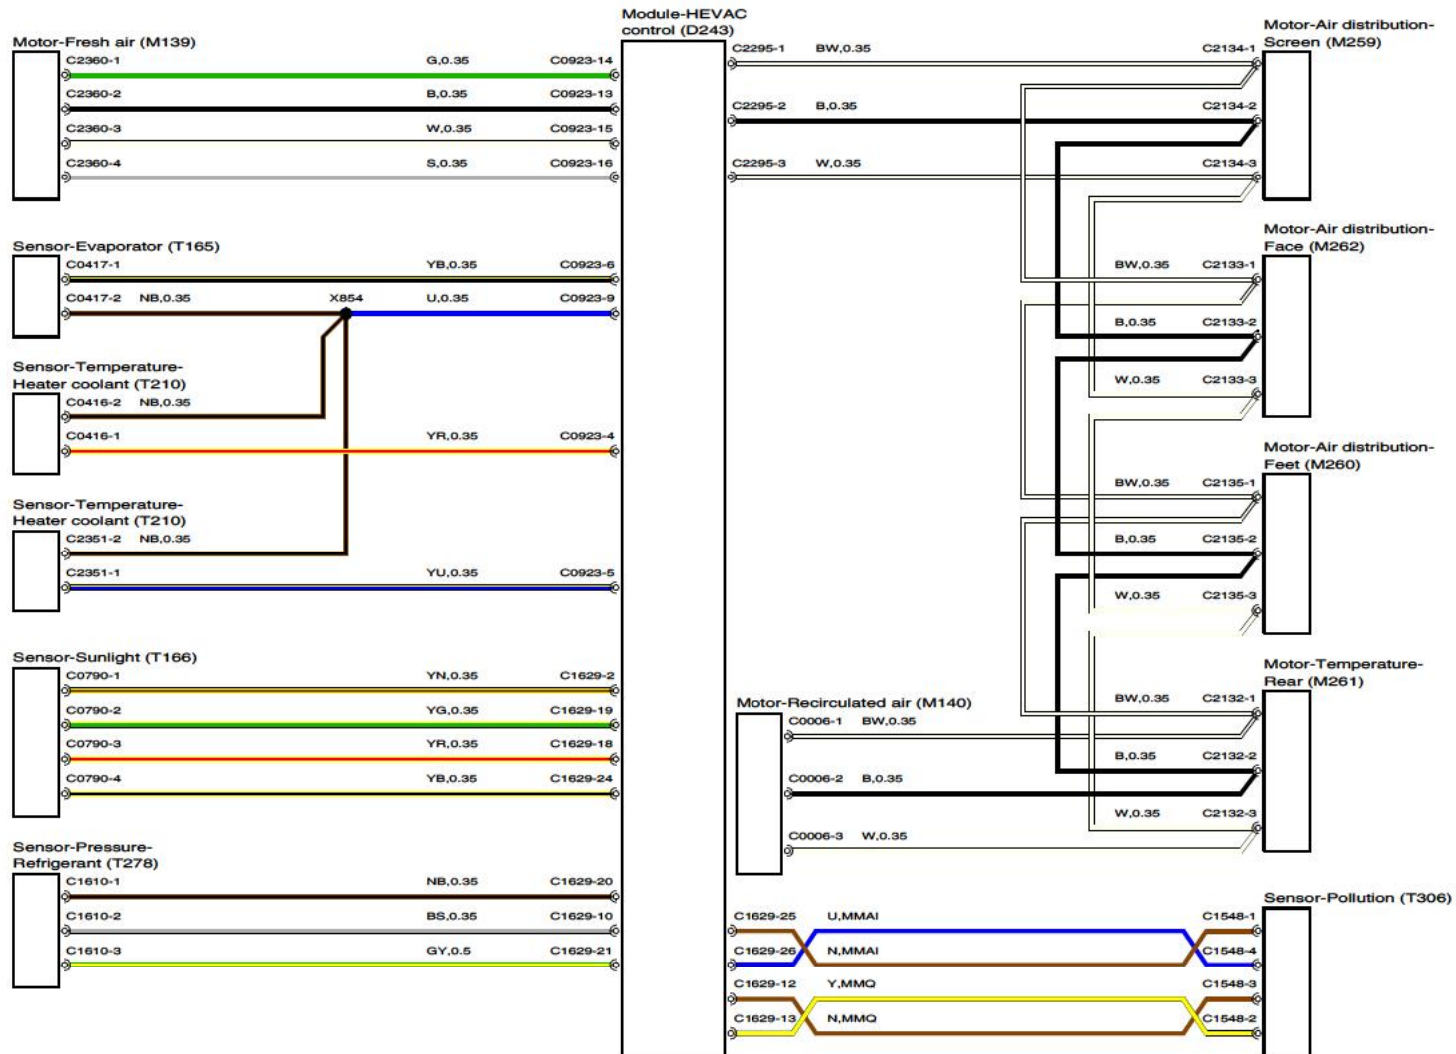 Module-HEVAC
control (D243)
Motor-Fresh air (M139)
C2360-1 G,0.35 C0923-14
C2360-2 B,0.35 C0923-13
C2360-3 W,0.35 C0923-15
C2360-4 S,0.35 C0923-16
Sensor-Evaporator (T165)
C0417-1 YB,0.35 C0923-6
C0417-2 NB,0.35 X854 U,0.35 C0923-9
Sensor-Temperature-
Heater coolant (T210)
C0416-2 NB,0.35
C0416-1 YR,0.35 C0923-4
Sensor-Temperature-
Heater coolant (T210)
C2351-2 NB,0.35
C2351-1 YU,0.35 C0923-5
Sensor-Sunlight (T166)
C0790-1 YN,0.35 C1629-2
C0790-2 YG,0.35 C1629-19
C0790-3 YR,0.35 C1629-18
C0790-4 YB,0.35 C1629-24
Sensor-Pressure-
Refrigerant (T278)
C1610-1 NB,0.35 C1629-20
C1610-2 BS,0.35 C1629-10
C1610-3 GY,0.5 C1629-21
Motor-Air distribution-
Screen (M259)
C2295-1 BW,0.35 C2134-1
C2295-2 B,0.35 C2134-2
C2295-3 W,0.35 C2134-3
Motor-Air distribution-
Face (M262)
BW,0.35 C2133-1
B,0.35 C2133-2
W,0.35 C2133-3
Motor-Air distribution-
Feet (M260)
BW,0.35 C2135-1
B,0.35 C2135-2
W,0.35 C2135-3
Motor-Temperature-
Rear (M261)
BW,0.35 C2132-1
B,0.35 C2132-2
W,0.35 C2132-3
Motor-Recirculated air (M140)
C0006-1 BW,0.35
C0006-2 B,0.35
C0006-3 W,0.35
Sensor-Pollution (T306)
C1629-25 U,MMAI C1548-1
C1629-26 N,MMAI C1548-4
C1629-12 Y,MMQ C1548-3
C1629-13 N,MMQ C1548-2